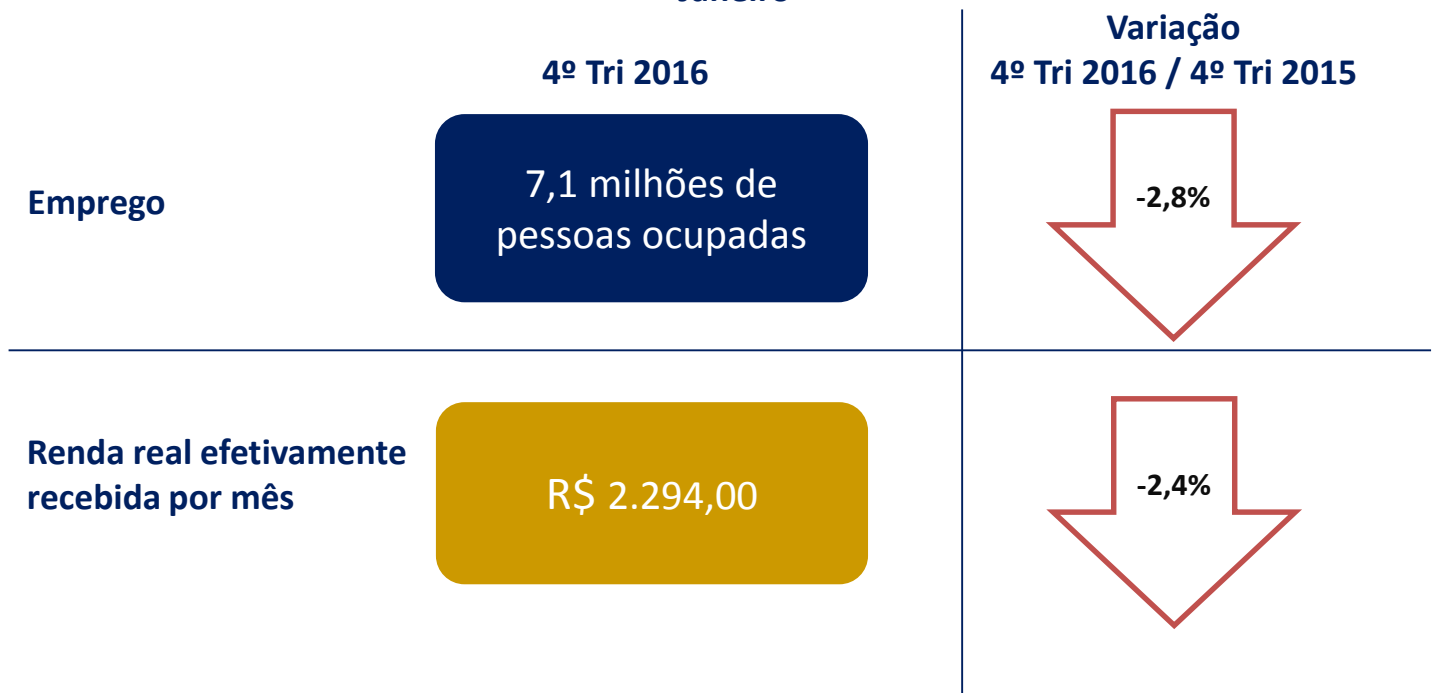 Janeiro
4º Tri 2016
Variação
4º Tri 2016 / 4º Tri 2015
Emprego
7,1 milhões de
pessoas ocupadas
-2,8%
Renda real efetivamente
recebida por mês
R$ 2.294,00
-2,4%